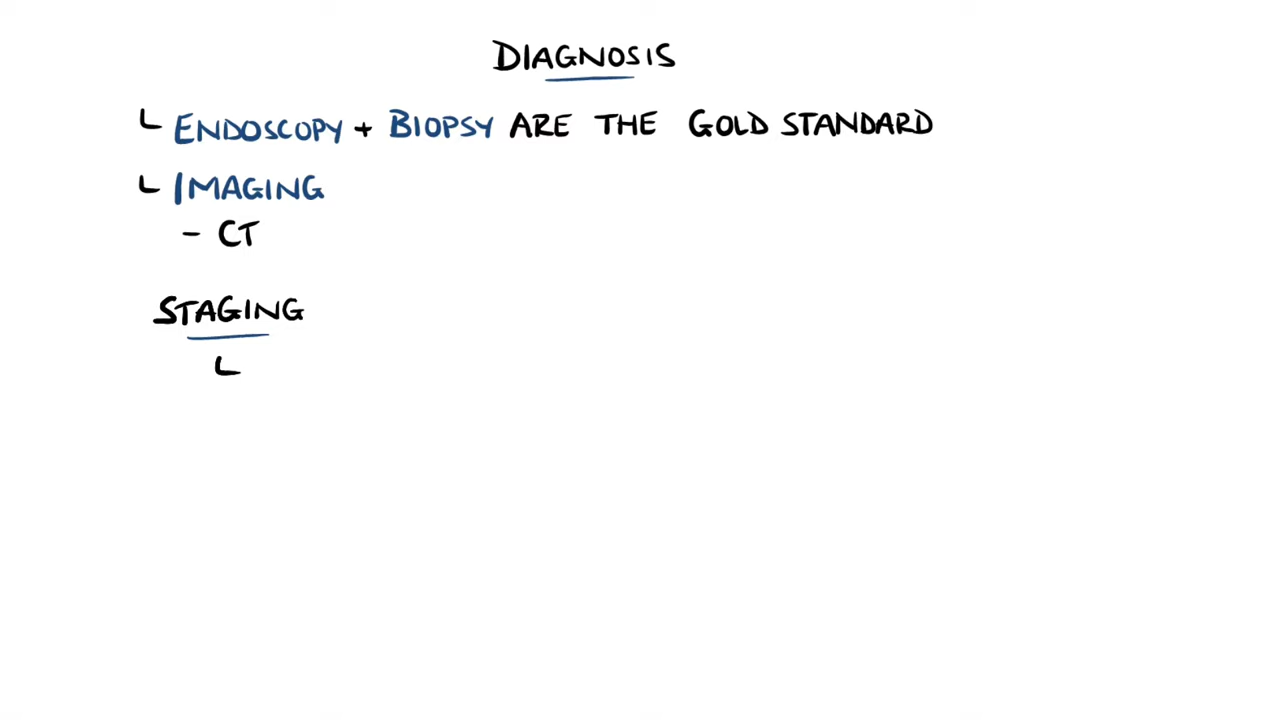 DIAGNOSIS
ENDOSCOPY + BIOPSY ARE THE GOLD STANDARD
IMAGING
- CT
STAGING